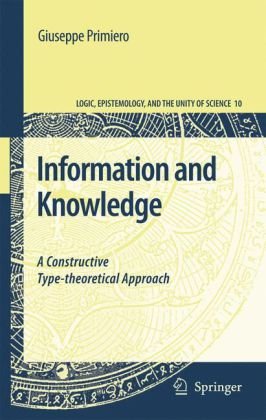 Giuseppe Primiero
LOGIC, EPISTEMOLOGY, AND THE UNITY OF SCIENCE 10
Information and
Knowledge
A Constructive
Type-theoretical Approach
Springer